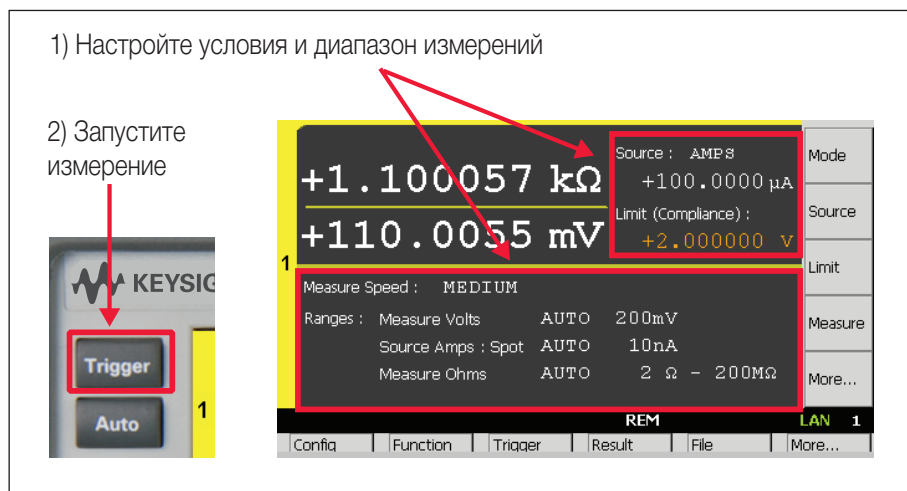 1) Настройте условия и диапазон измерений
2) Запустите
измерение
KEYSIG
Trigger
Auto
1
1
+1.100057 kΩ
+110.0055 mV
Source : AMPS
+100.0000 µA
Limit (Compliance) :
+2.000000 V
Measure Speed : MEDIUM
Ranges : Measure Volts AUTO 200mV
Source Amps : Spot AUTO 10nA
Measure Ohms AUTO 2 Ω - 200MΩ
Mode
Source
Limit
Measure
More...
REM LAN 1
Config Function Trigger Result File More...